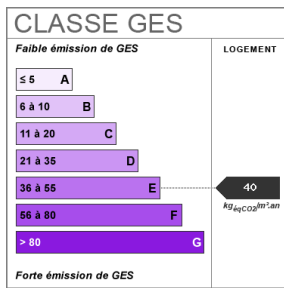 CLASSE GES
Faible émission de GES
LOGEMENT
≤ 5 A
6 à 10 B
11 à 20 C
21 à 35 D
36 à 55 E
40
kgéqCO2/m².an
56 à 80 F
> 80 G
Forte émission de GES